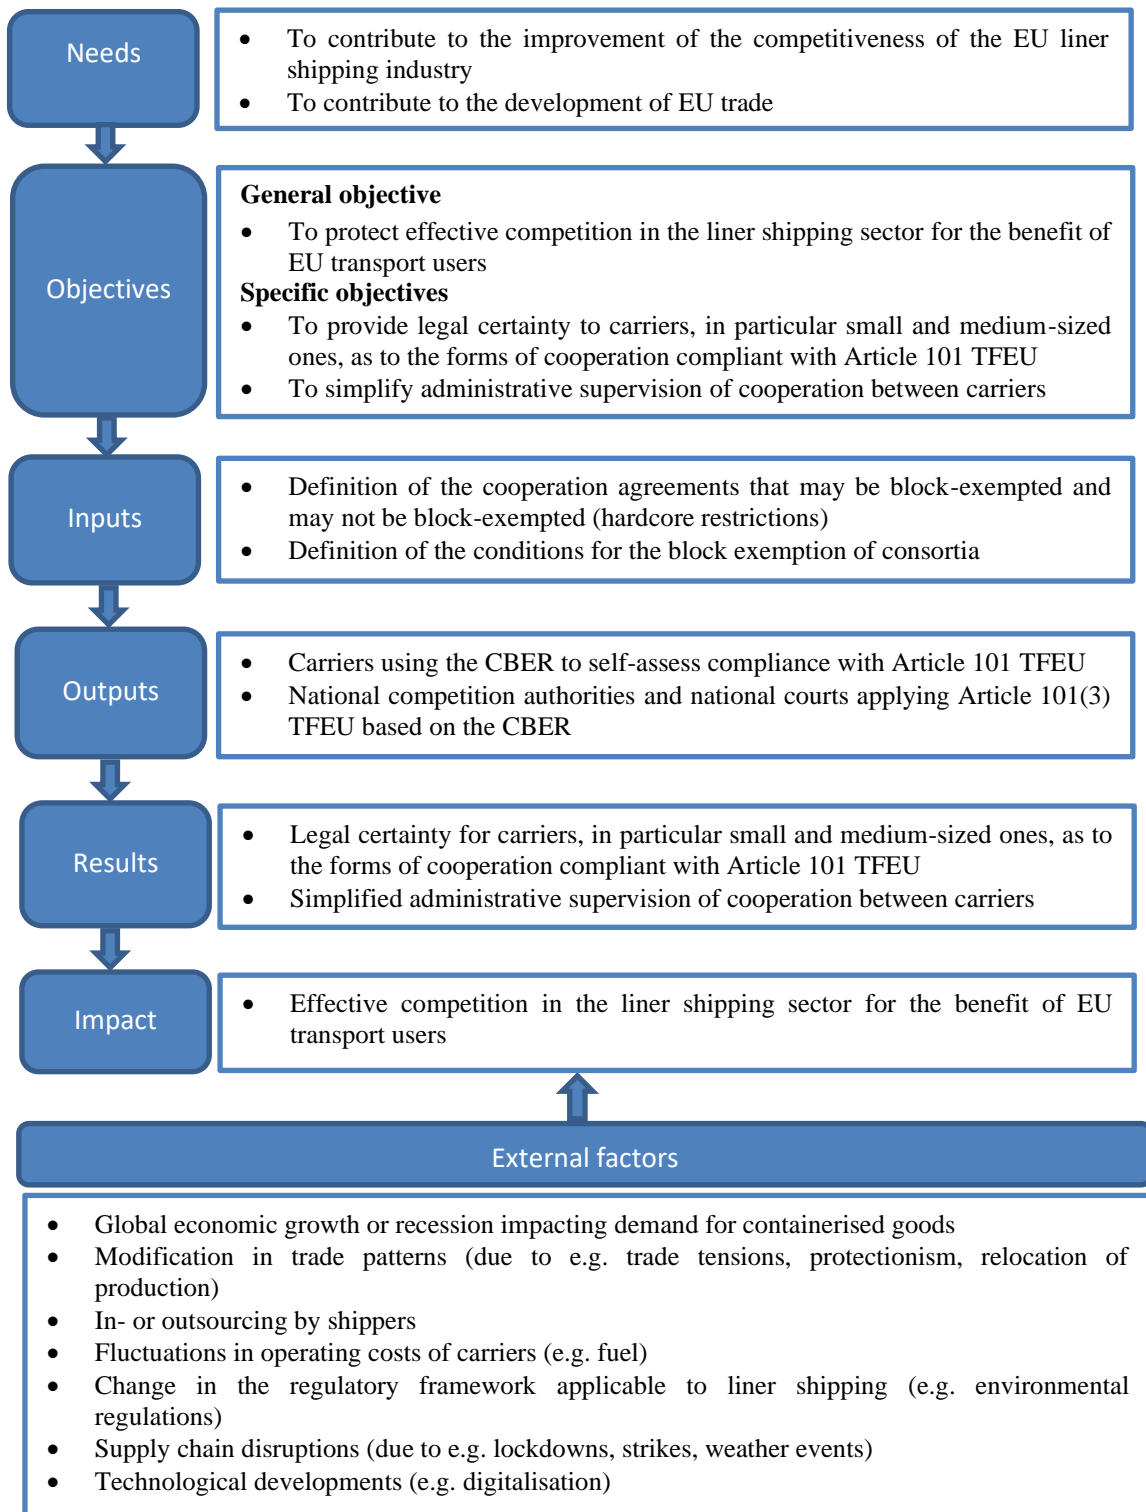 Needs
• To contribute to the improvement of the competitiveness of the EU liner
shipping industry
• To contribute to the development of EU trade
Objectives
General objective
• To protect effective competition in the liner shipping sector for the benefit of
EU transport users
Specific objectives
• To provide legal certainty to carriers, in particular small and medium-sized
ones, as to the forms of cooperation compliant with Article 101 TFEU
• To simplify administrative supervision of cooperation between carriers
Inputs
• Definition of the cooperation agreements that may be block-exempted and
may not be block-exempted (hardcore restrictions)
• Definition of the conditions for the block exemption of consortia
Outputs
• Carriers using the CBER to self-assess compliance with Article 101 TFEU
• National competition authorities and national courts applying Article 101(3)
TFEU based on the CBER
Results
• Legal certainty for carriers, in particular small and medium-sized ones, as to
the forms of cooperation compliant with Article 101 TFEU
• Simplified administrative supervision of cooperation between carriers
Impact
• Effective competition in the liner shipping sector for the benefit of EU
transport users
External factors
• Global economic growth or recession impacting demand for containerised goods
• Modification in trade patterns (due to e.g. trade tensions, protectionism, relocation of
production)
• In- or outsourcing by shippers
• Fluctuations in operating costs of carriers (e.g. fuel)
• Change in the regulatory framework applicable to liner shipping (e.g. environmental
regulations)
• Supply chain disruptions (due to e.g. lockdowns, strikes, weather events)
• Technological developments (e.g. digitalisation)